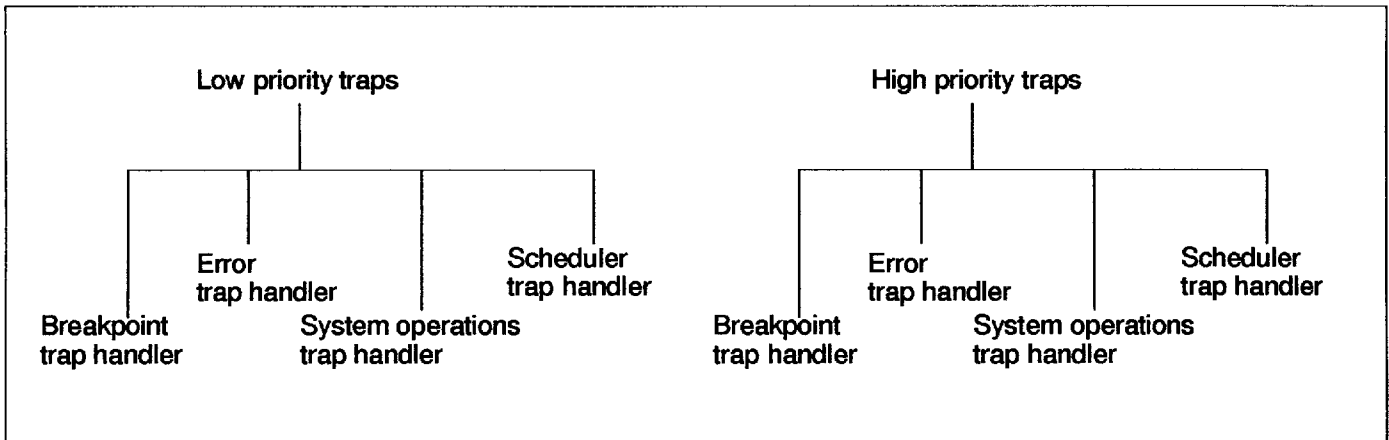 Low priority traps
Breakpoint
trap handler
Error
trap handler
System operations
trap handler
Scheduler
trap handler
High priority traps
Breakpoint
trap handler
Error
trap handler
System operations
trap handler
Scheduler
trap handler